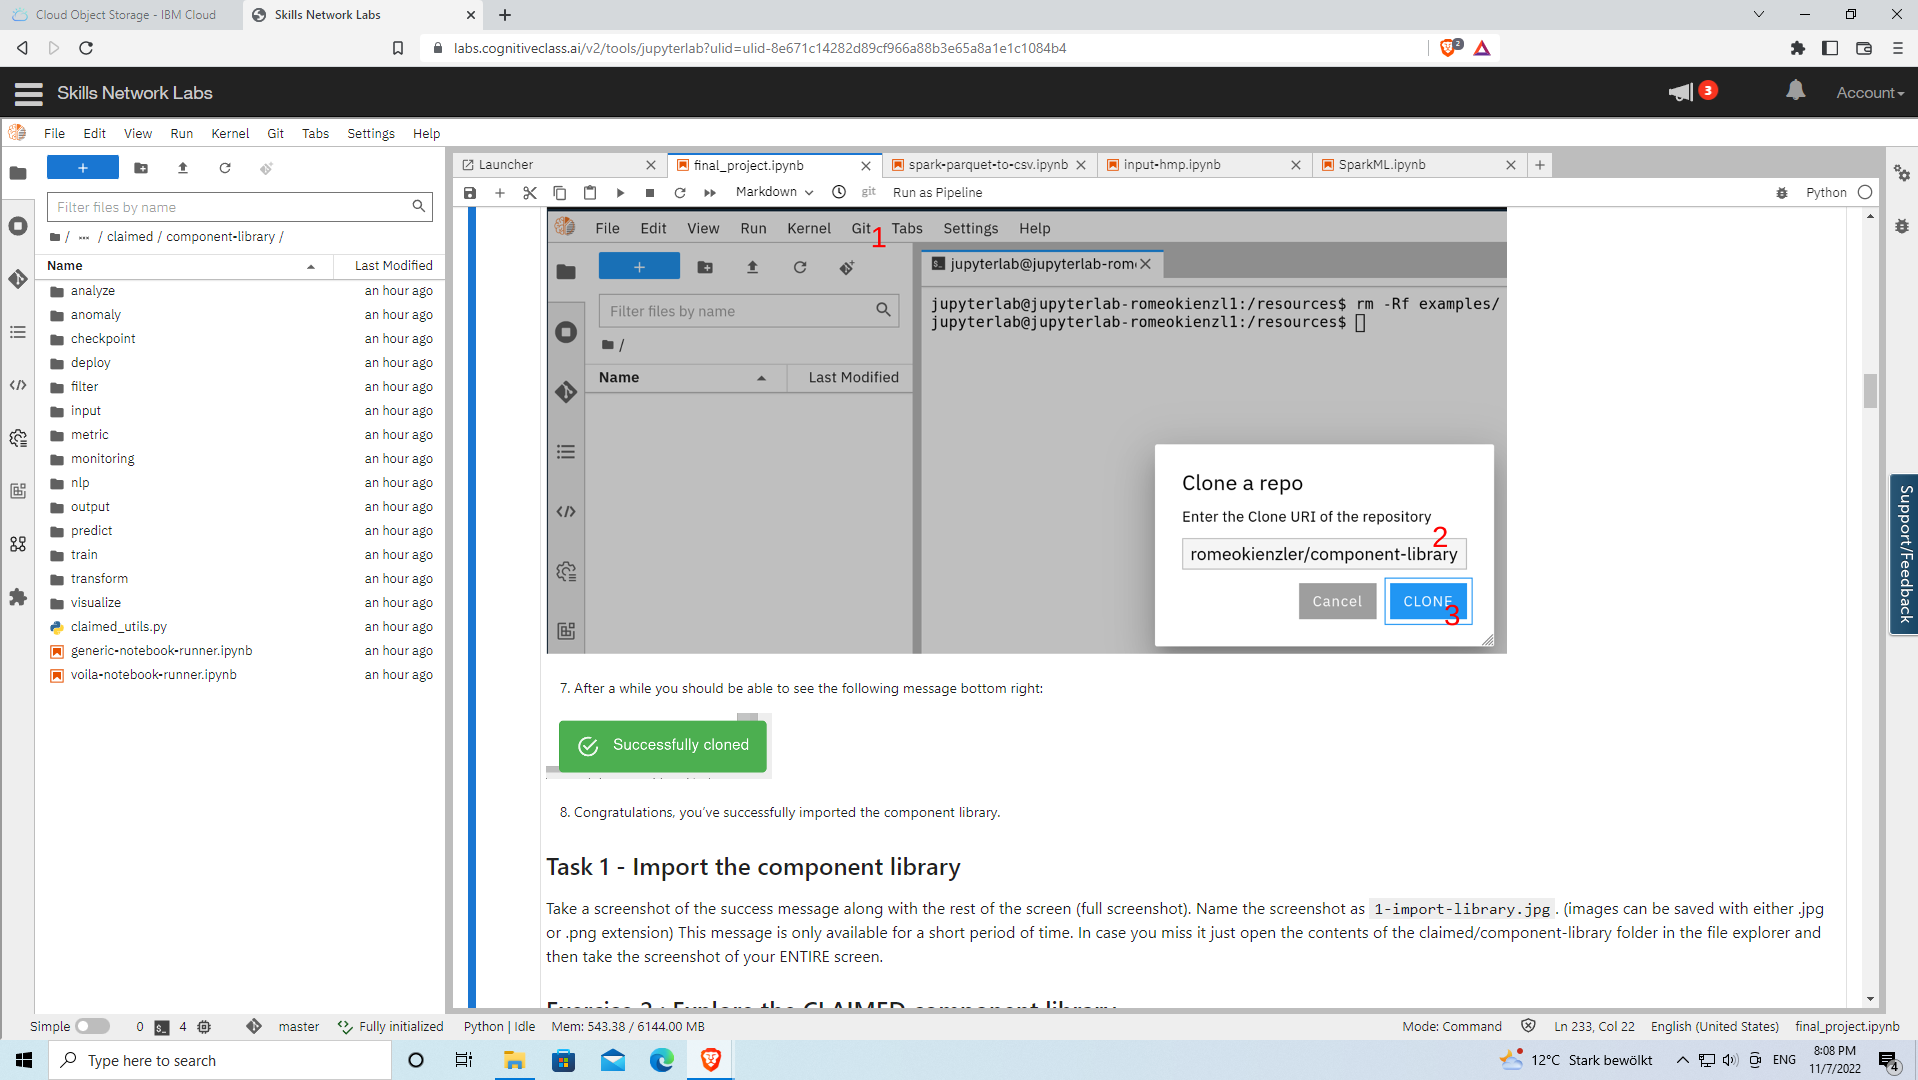 Cloud Object Storage - IBM Cloud
Skills Network Labs
labs.cognitiveclass.ai/v2/tools/jupyterlab?ulid=ulid-8e671c14282d89cf966a88b3e65a8a1e1c1084b4
2
Skills Network Labs
3
Account
File Edit View Run Kernel Git Tabs Settings Help
Filter files by name
/ ... / claimed / component-library /
Name Last Modified
analyze an hour ago
anomaly an hour ago
checkpoint an hour ago
deploy an hour ago
filter an hour ago
input an hour ago
metric an hour ago
monitoring an hour ago
nlp an hour ago
output an hour ago
predict an hour ago
train an hour ago
transform an hour ago
visualize an hour ago
claimed_utils.py an hour ago
generic-notebook-runner.ipynb an hour ago
voila-notebook-runner.ipynb an hour ago
Launcher
final_project.ipynb
spark-parquet-to-csv.ipynb
input-hmp.ipynb
SparkML.ipynb
Markdown
git
Run as Pipeline
Python
File Edit View Run Kernel Git Tabs Settings Help
1
Filter files by name
/
Name Last Modified
jupyterlab@jupyterlab-rom
jupyterlab@jupyterlab-romeokienzl1:/resources$ rm -Rf examples/
jupyterlab@jupyterlab-romeokienzl1:/resources$
Clone a repo
Enter the Clone URI of the repository
2
romeokienzler/component-library
Cancel
CLONE
3
7. After a while you should be able to see the following message bottom right:
Successfully cloned
8. Congratulations, you've successfully imported the component library.
Task 1 - Import the component library
Take a screenshot of the success message along with the rest of the screen (full screenshot). Name the screenshot as 1-import-library.jpg . (images can be saved with either .jpg
or .png extension) This message is only available for a short period of time. In case you miss it just open the contents of the claimed/component-library folder in the file explorer and
then take the screenshot of your ENTIRE screen.
Exercise 2 : Explore the CLAIMED component library
Support/Feedback
Simple 0 4 master Fully initialized Python | Idle Mem: 543.38 / 6144.00 MB
Mode: Command Ln 233, Col 22 English (United States) final_project.ipynb
Type here to search
12°C Stark bewölkt
ENG
8:08 PM
11/7/2022
4